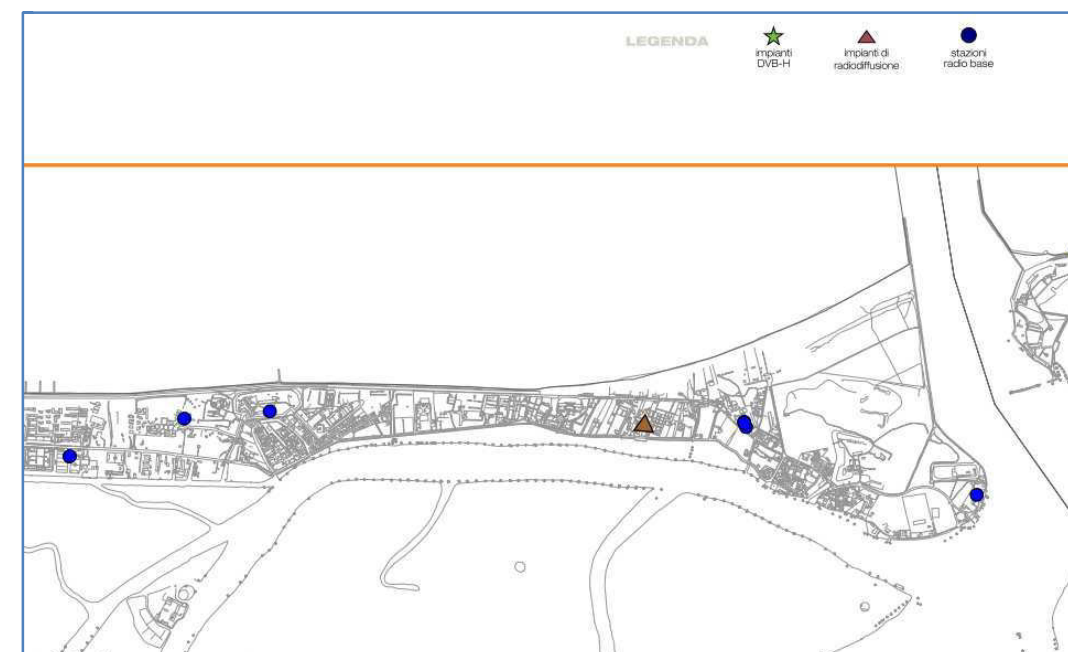 LEGENDA
impianti
DVB-H
impianti di
radiodiffusione
stazioni
radio base